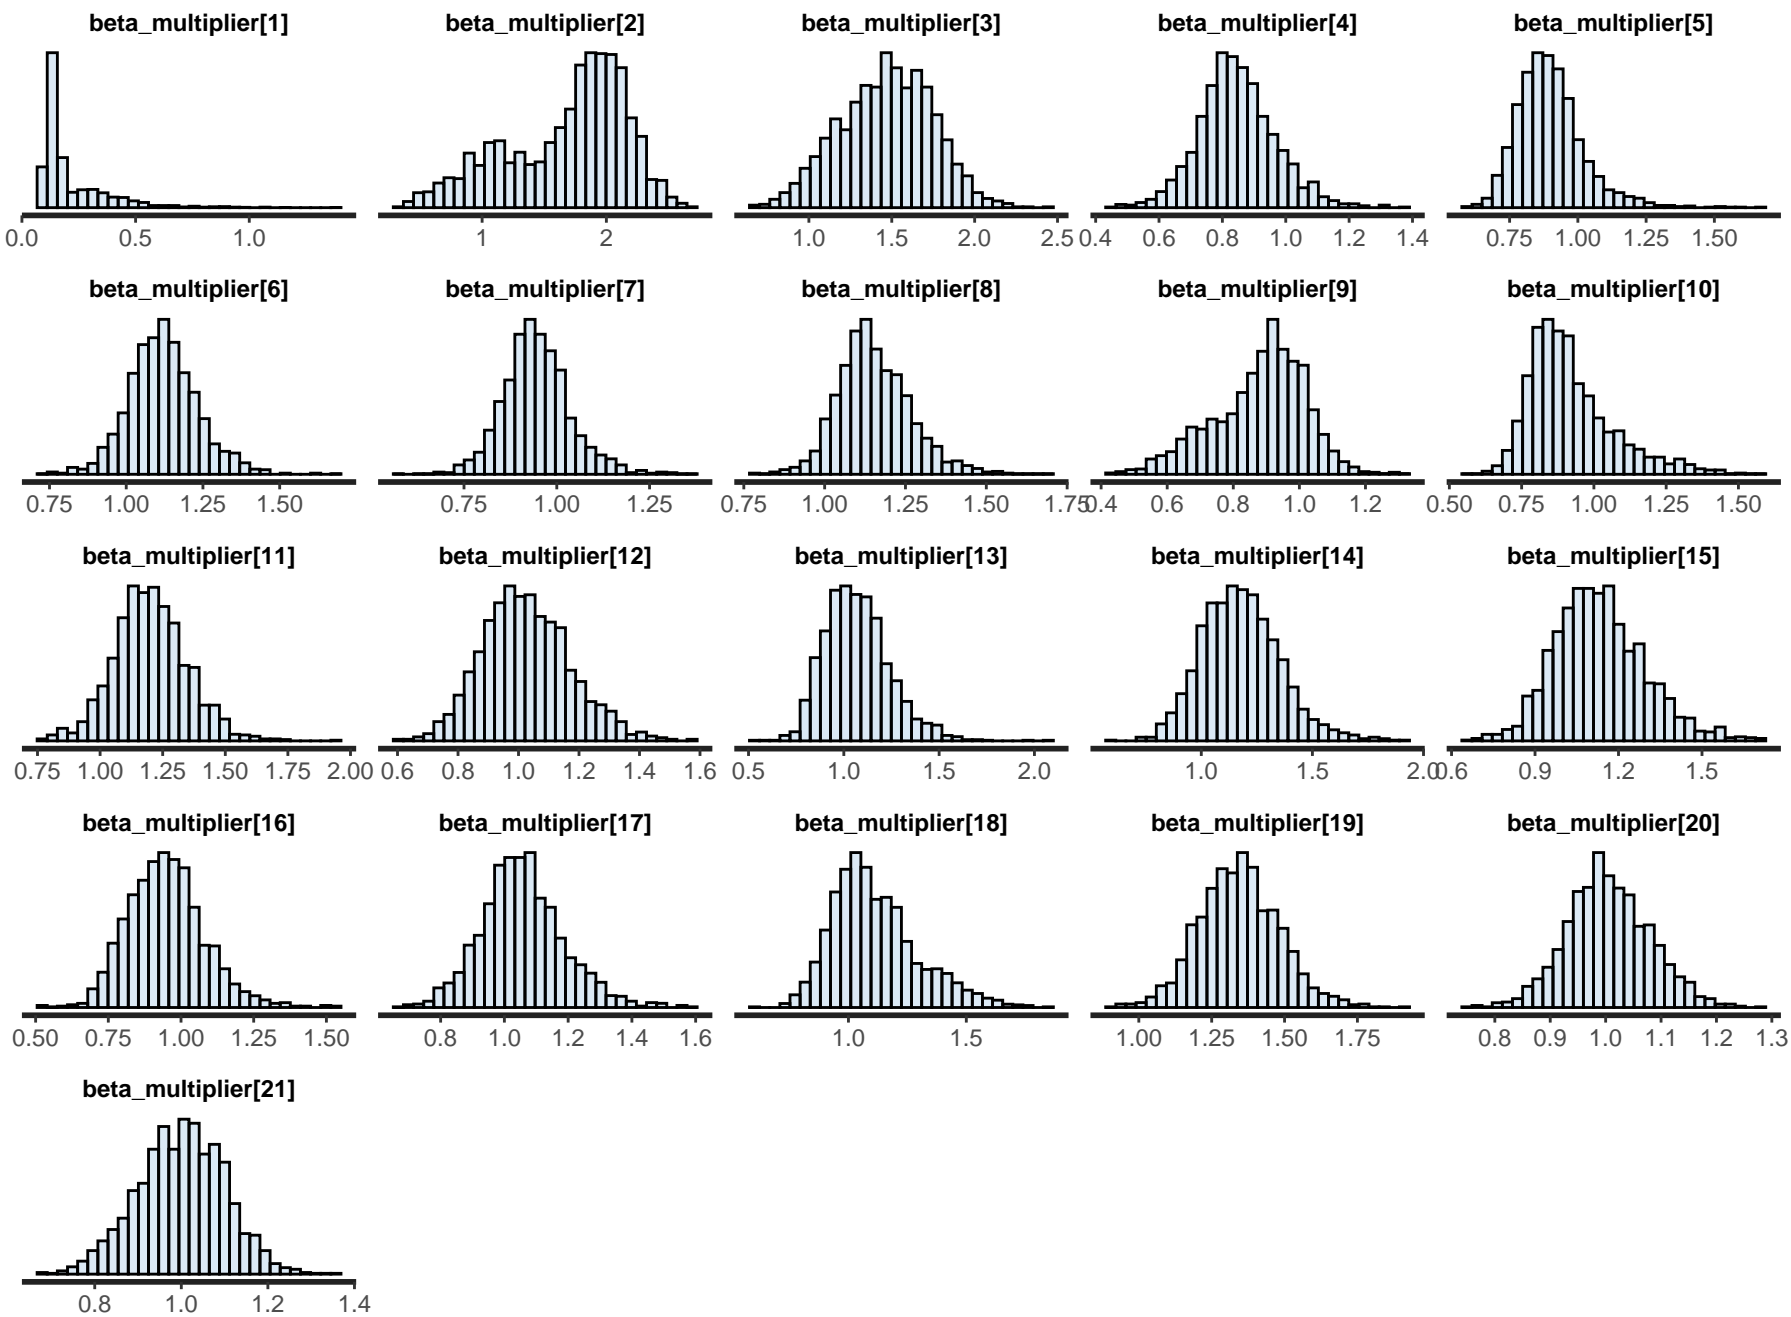 beta_multiplier[1] beta_multiplier[2] beta_multiplier[3] beta_multiplier[4] beta_multiplier[5]
0.0 0.5 1.0 1 2 1.0 1.5 2.0 2.5 0.4 0.6 0.8 1.0 1.2 1.4 0.75 1.00 1.25 1.50
beta_multiplier[6] beta_multiplier[7] beta_multiplier[8] beta_multiplier[9] beta_multiplier[10]
0.75 1.00 1.25 1.50 0.75 1.00 1.25 0.75 1.00 1.25 1.50 1.75 0.4 0.6 0.8 1.0 1.2 0.50 0.75 1.00 1.25 1.50
beta_multiplier[11] beta_multiplier[12] beta_multiplier[13] beta_multiplier[14] beta_multiplier[15]
0.75 1.00 1.25 1.50 1.75 2.00 0.6 0.8 1.0 1.2 1.4 1.6 0.5 1.0 1.5 2.0 1.0 1.5 2.0 0.6 0.9 1.2 1.5
beta_multiplier[16] beta_multiplier[17] beta_multiplier[18] beta_multiplier[19] beta_multiplier[20]
0.50 0.75 1.00 1.25 1.50 0.8 1.0 1.2 1.4 1.6 1.0 1.5 1.00 1.25 1.50 1.75 0.8 0.9 1.0 1.1 1.2 1.3
beta_multiplier[21]
0.8 1.0 1.2 1.4